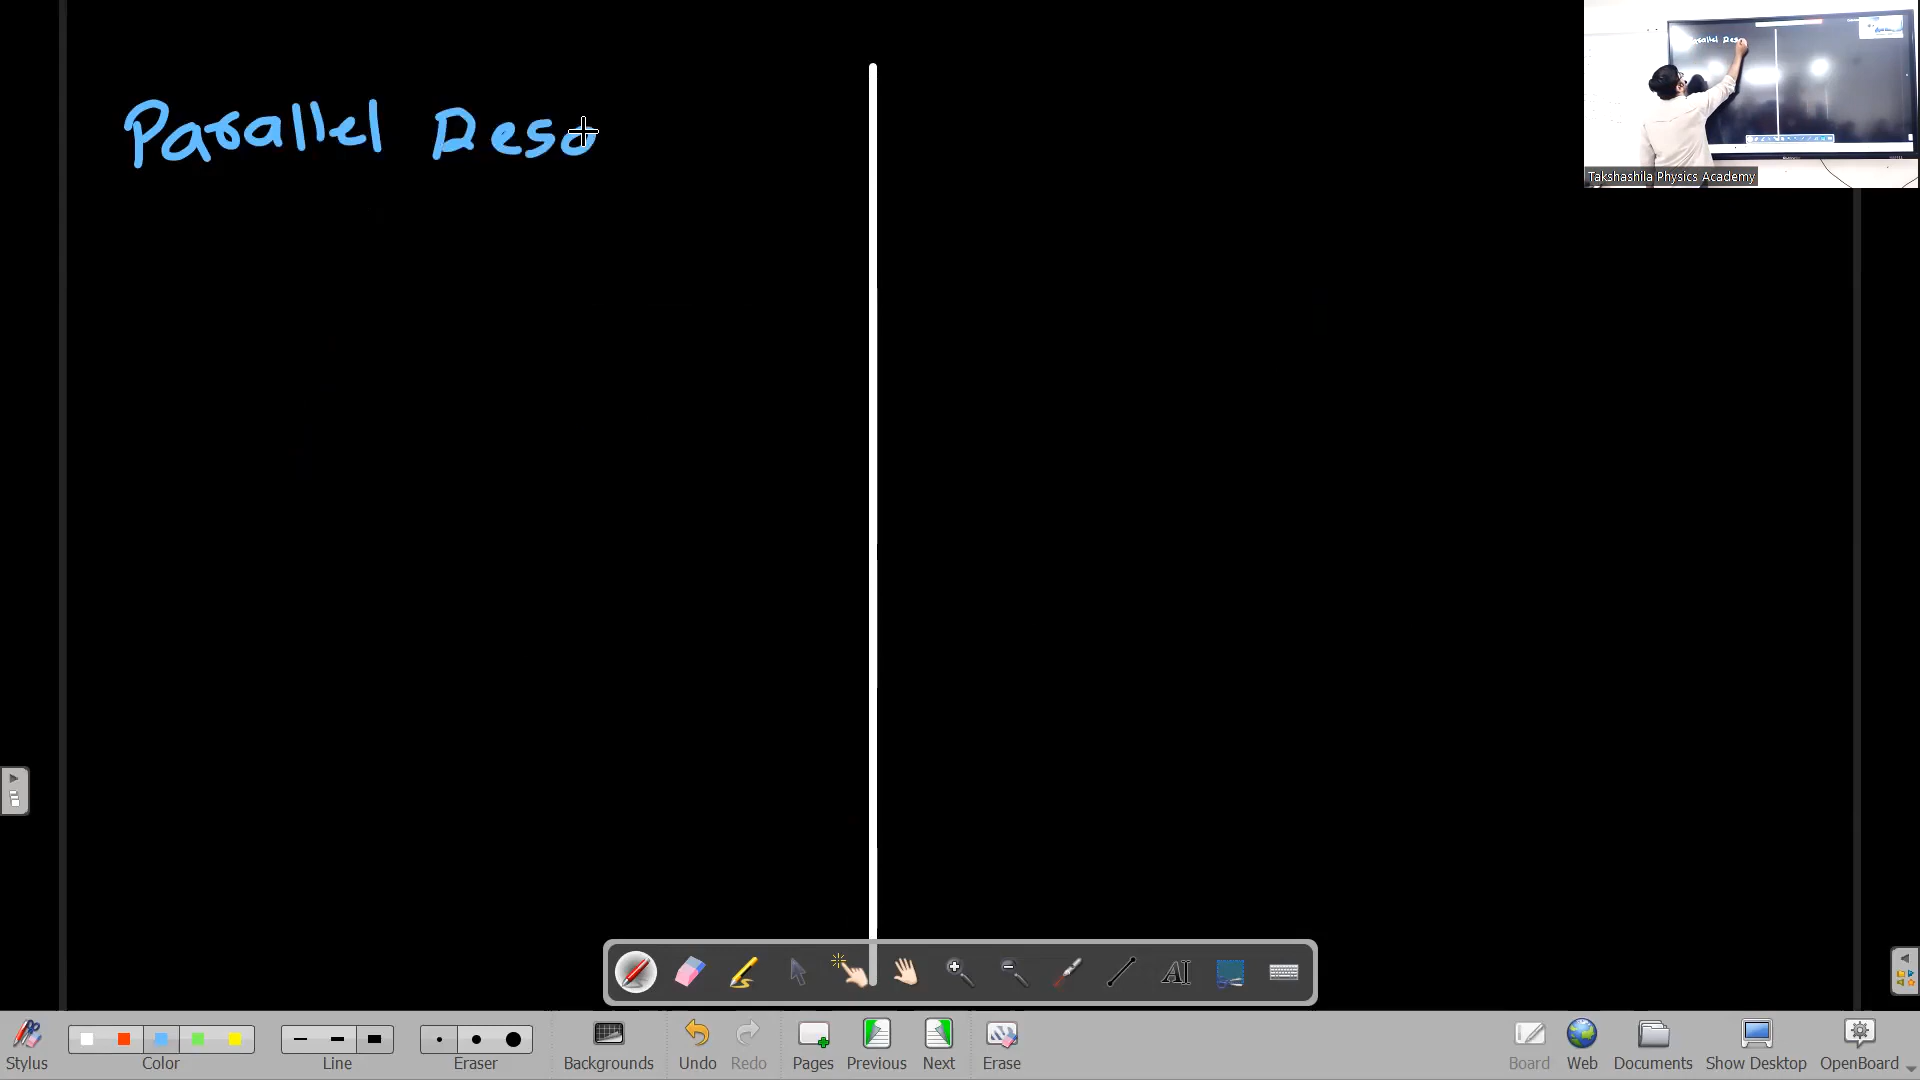 Parallel Reso
Takshashila Physics Academy
Stylus
Color
Line
Eraser
Backgrounds
Undo
Redo
Pages
Previous
Next
Erase
Board
Web
Documents
Show Desktop
OpenBoard
AI